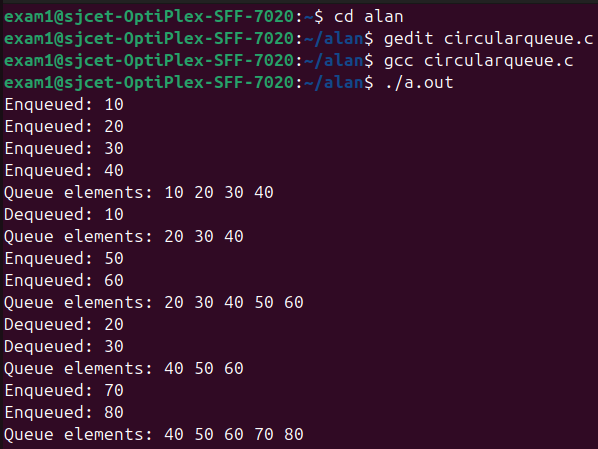 exam1@sjcet-OptiPlex-SFF-7020:~$ cd alan
exam1@sjcet-OptiPlex-SFF-7020:~/alan$ gedit circularqueue.c
exam1@sjcet-OptiPlex-SFF-7020:~/alan$ gcc circularqueue.c
exam1@sjcet-OptiPlex-SFF-7020:~/alan$ ./a.out
Enqueued: 10
Enqueued: 20
Enqueued: 30
Enqueued: 40
Queue elements: 10 20 30 40
Dequeued: 10
Queue elements: 20 30 40
Enqueued: 50
Enqueued: 60
Queue elements: 20 30 40 50 60
Dequeued: 20
Dequeued: 30
Queue elements: 40 50 60
Enqueued: 70
Enqueued: 80
Queue elements: 40 50 60 70 80